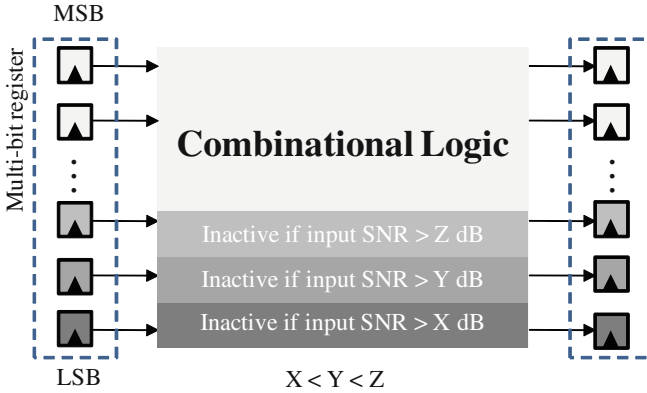 MSB
Multi-bit register
Combinational Logic
Inactive if input SNR > Z dB
Inactive if input SNR > Y dB
Inactive if input SNR > X dB
LSB
X < Y < Z